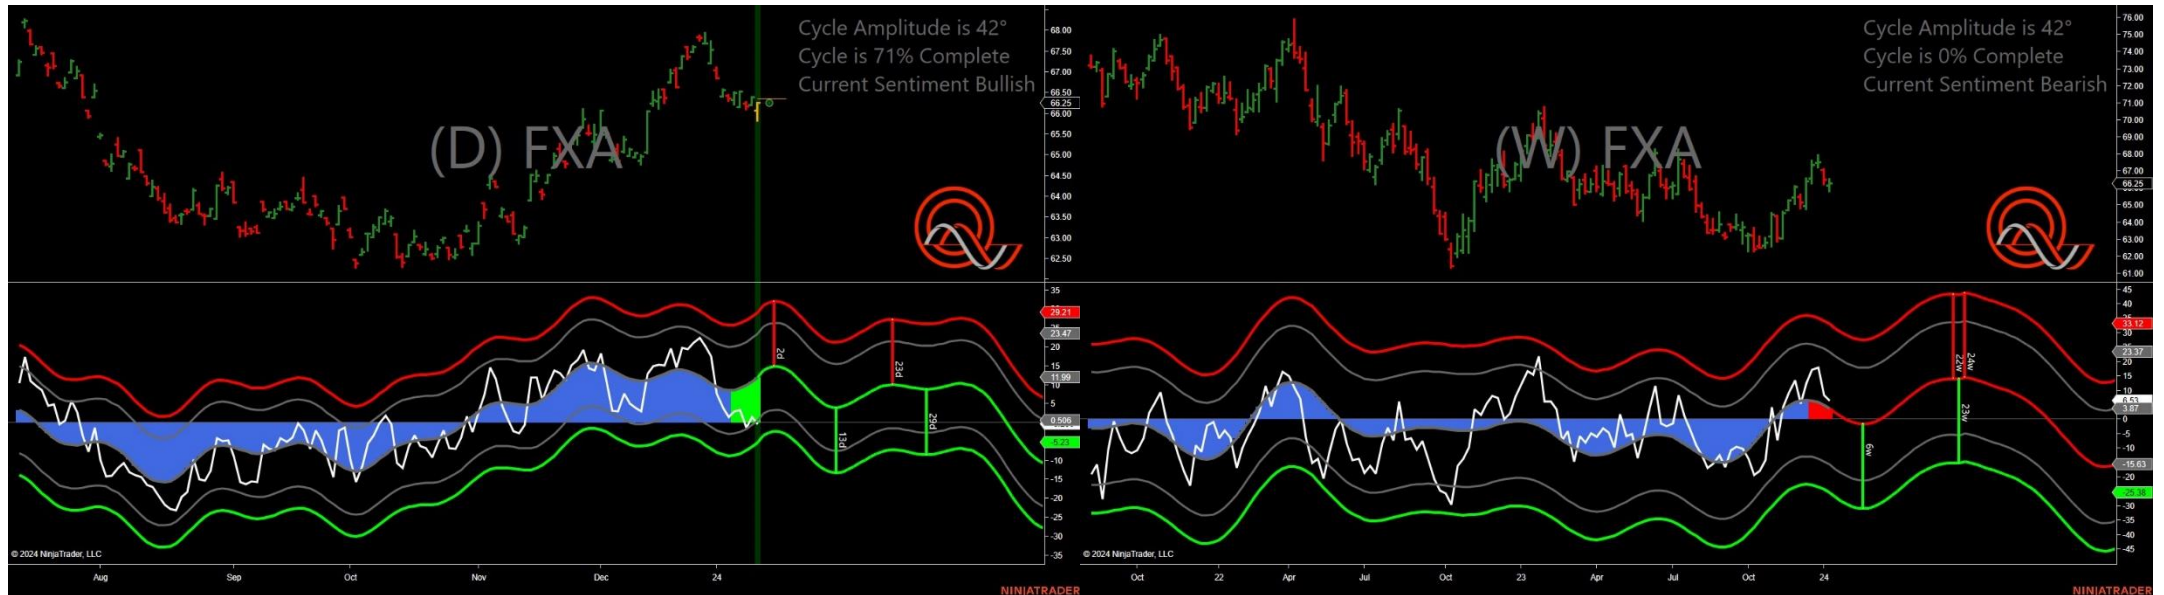 Cycle Amplitude is 42°
Cycle is 71% Complete
Current Sentiment Bullish
(D) FXA
68.00
67.50
67.00
66.50
66.25
66.00
65.50
65.00
64.50
64.00
63.50
63.00
62.50
35
29.21
23.47
20
15
11.99
10
5
0.506
-5.23
-10
-15
-20
-25
-30
-35
2d
13d
23d
29d
© 2024 NinjaTrader, LLC
Aug
Sep
Oct
Nov
Dec
24
NINJATRADER
Cycle Amplitude is 42°
Cycle is 0% Complete
Current Sentiment Bearish
(W) FXA
76.00
75.00
74.00
73.00
72.00
71.00
70.00
69.00
68.00
67.00
66.25
65.00
64.00
63.00
62.00
61.00
45
40
35
33.12
30
23.37
20
15
10
6.53
3.87
0
-5
-10
-15.63
-20
-25.38
-30
-35
-40
-45
6w
22w
24w
23w
© 2024 NinjaTrader, LLC
Oct
22
Apr
Jul
Oct
23
Apr
Jul
Oct
24
NINJATRADER